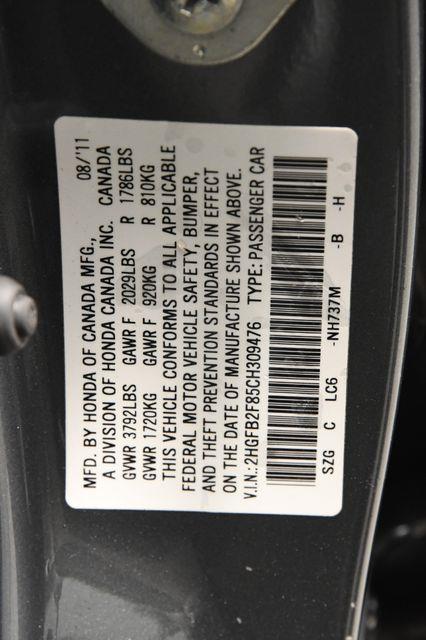 MFD. BY HONDA OF CANADA MFG., 08/'11
A DIVISION OF HONDA CANADA INC. CANADA
GVWR 3792LBS GAWR F 2029LBS R 1786LBS
GVWR 1720KG GAWR F 920KG R 810KG
THIS VEHICLE CONFORMS TO ALL APPLICABLE
FEDERAL MOTOR VEHICLE SAFETY, BUMPER,
AND THEFT PREVENTION STANDARDS IN EFFECT
ON THE DATE OF MANUFACTURE SHOWN ABOVE.
V.I.N.: 2HGFB2F85CH309476 TYPE: PASSENGER CAR
SZG C LC6 -NH737M -B -H